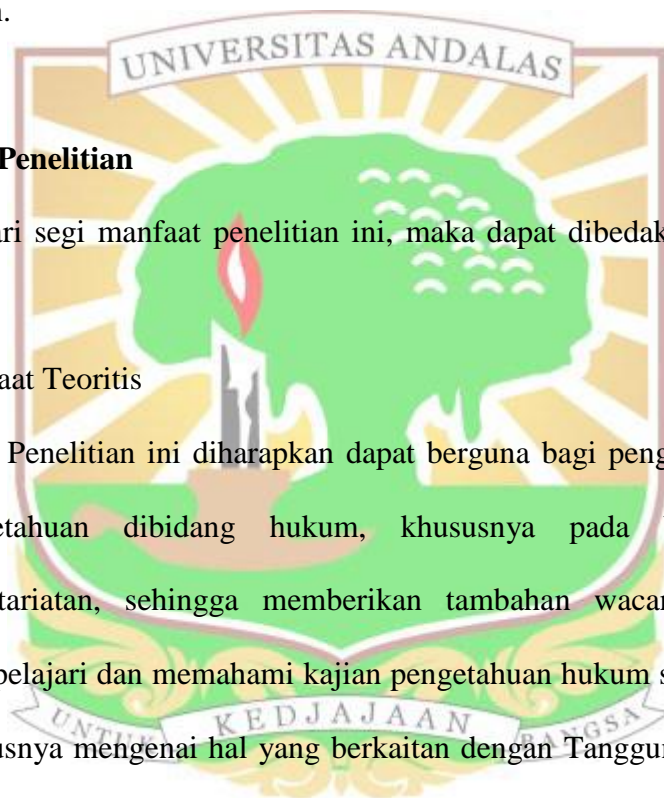 n.
UNIVERSITAS ANDALAS
Penelitian
ari segi manfaat penelitian ini, maka dapat dibedak
aat Teoritis
Penelitian ini diharapkan dapat berguna bagi peng
etahuan dibidang hukum, khususnya pada
tariatan, sehingga memberikan tambahan wacar
pelajari dan memahami kajian pengetahuan hukum s
UNTUK KEDJAJAAN BANGSA
usnya mengenai hal yang berkaitan dengan Tanggun